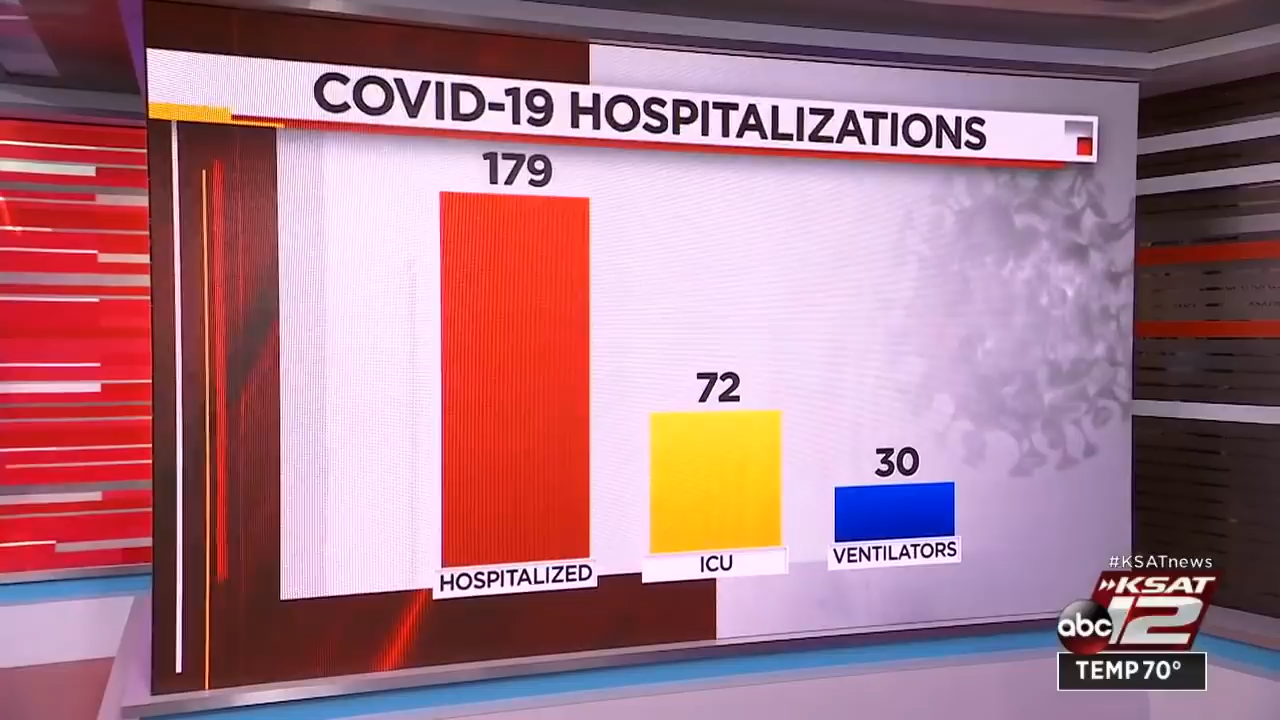 COVID-19 HOSPITALIZATIONS
179
72
30
HOSPITALIZED
ICU
VENTILATORS
#KSATnews
KSAT
abc 12
TEMP 70°